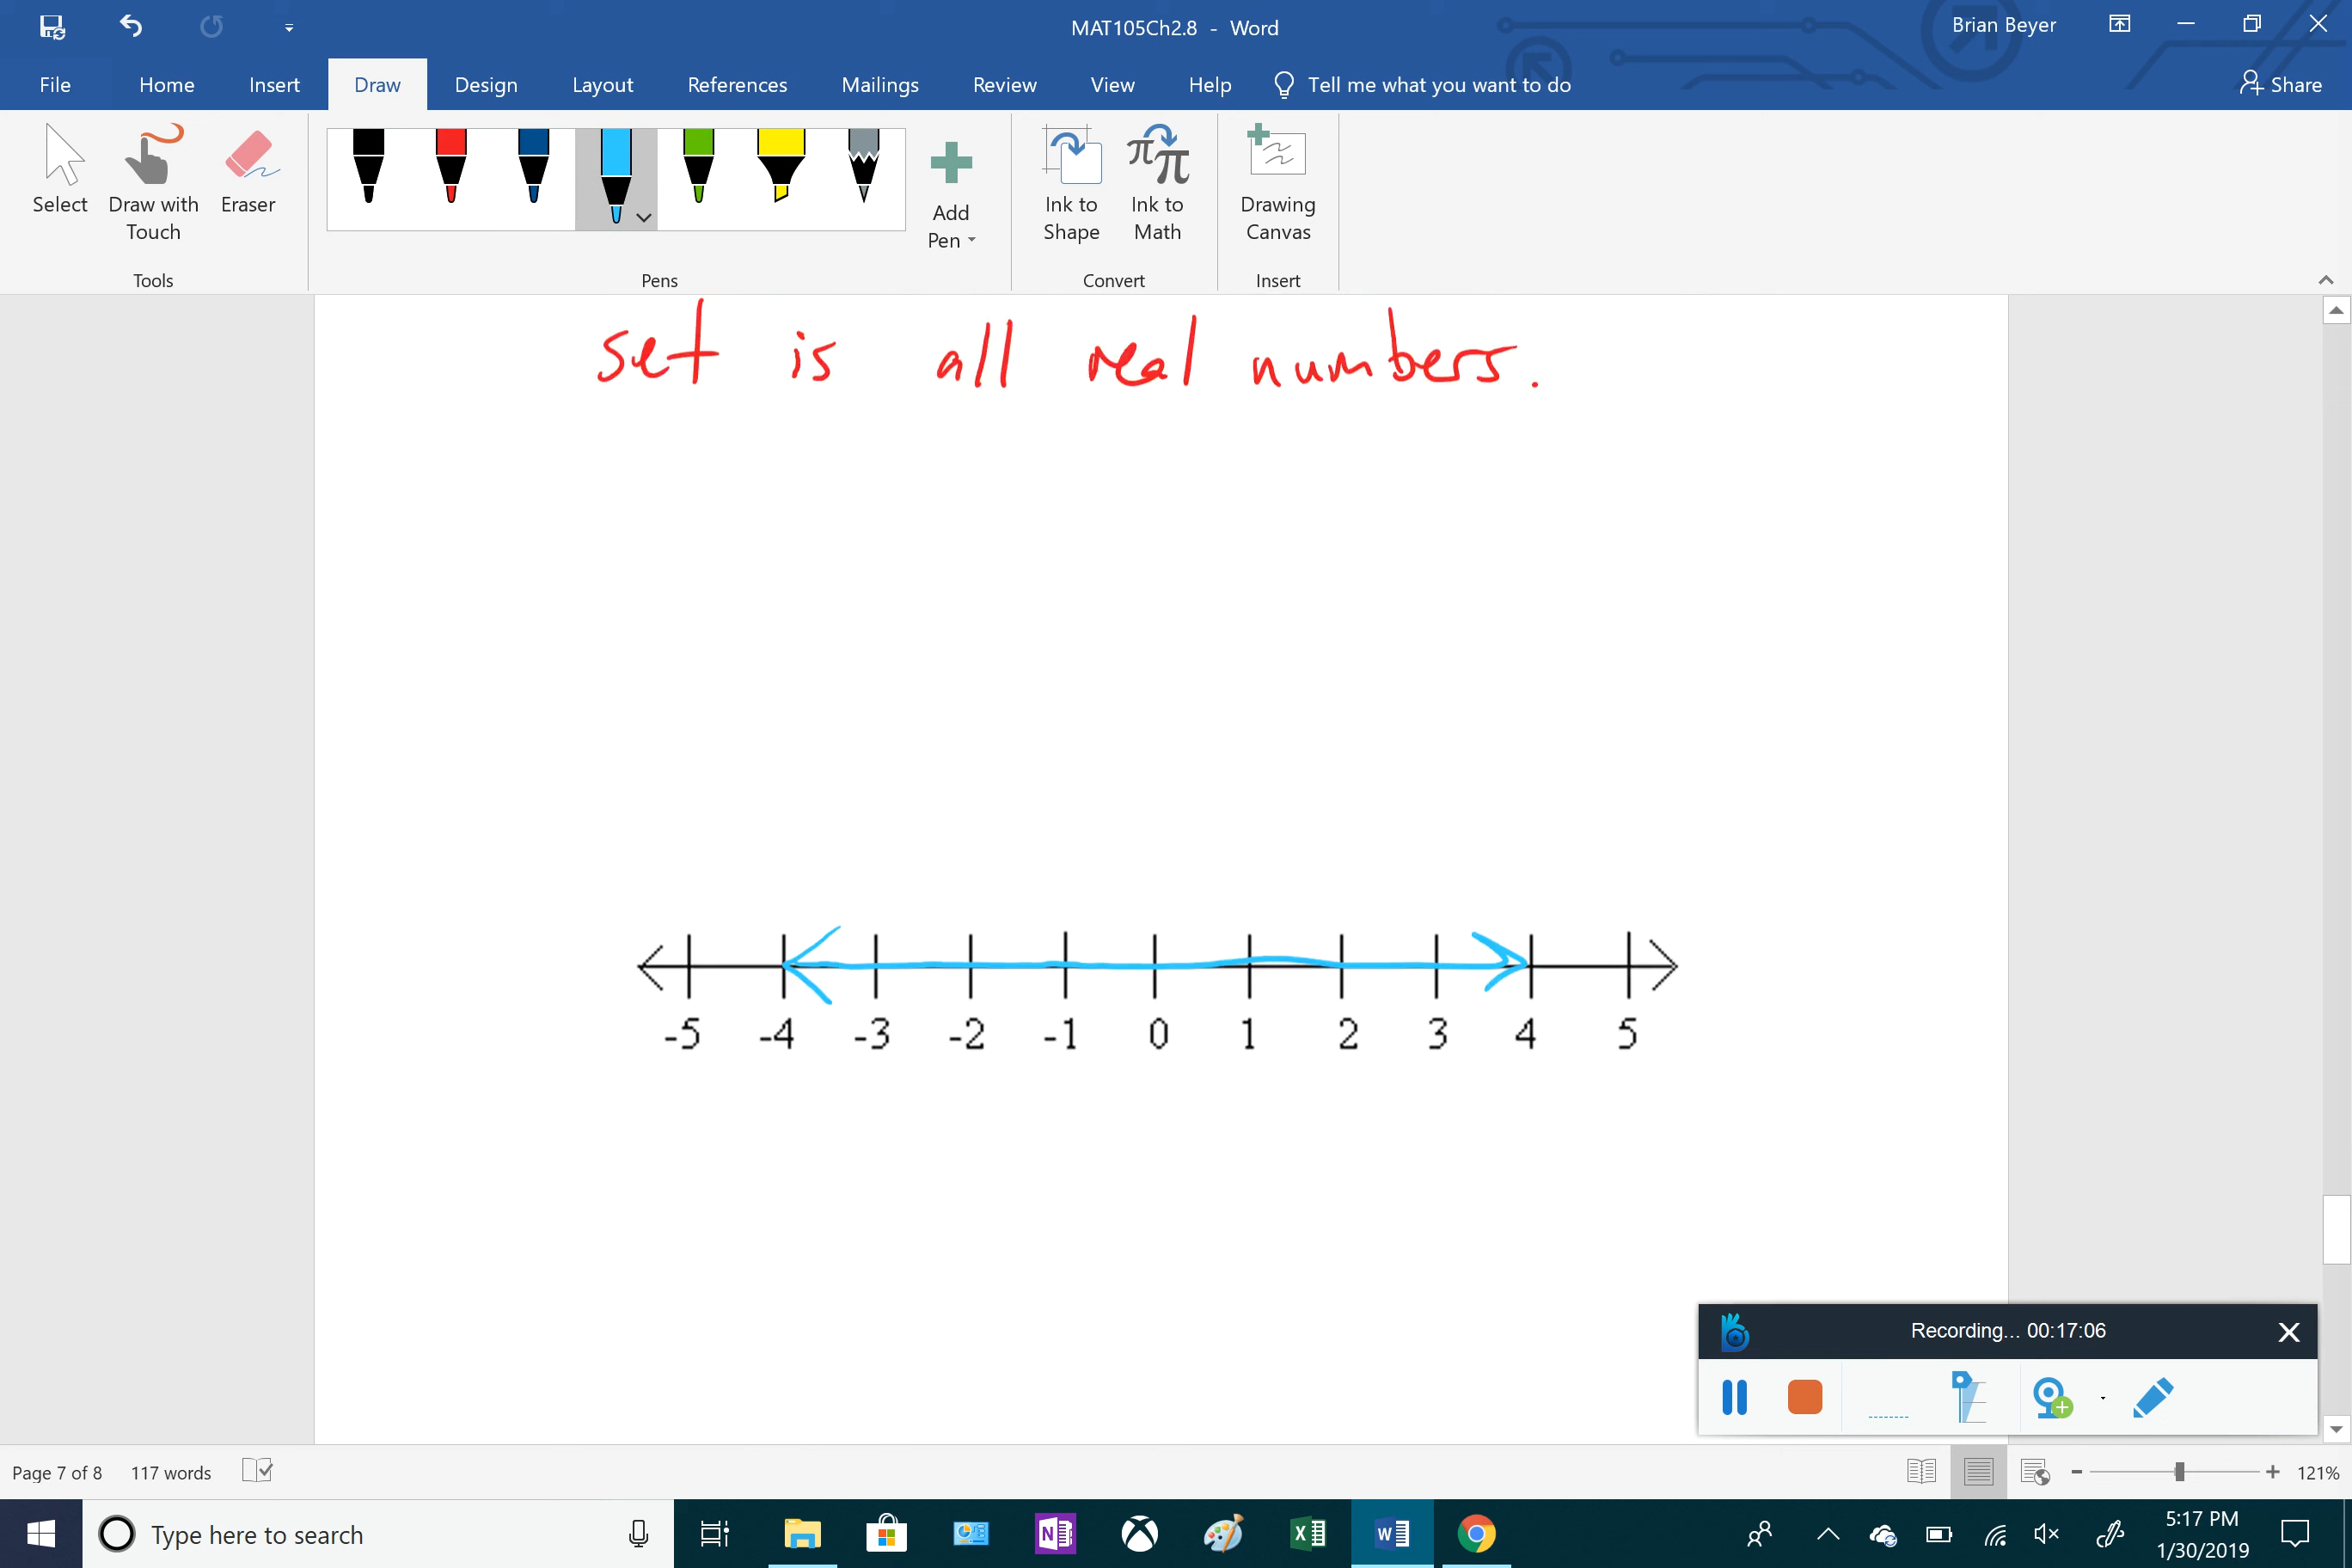 MAT105Ch2.8 - Word
Brian Beyer
File Home Insert Draw Design Layout References Mailings Review View Help Tell me what you want to do Share
Select
Draw with Touch
Eraser
Add Pen
Ink to Shape
Ink to Math
Drawing Canvas
Tools Pens Convert Insert
set is all real numbers.
-5 -4 -3 -2 -1 0 1 2 3 4 5
Recording... 00:17:06
Page 7 of 8 117 words 121%
Type here to search
5:17 PM
1/30/2019